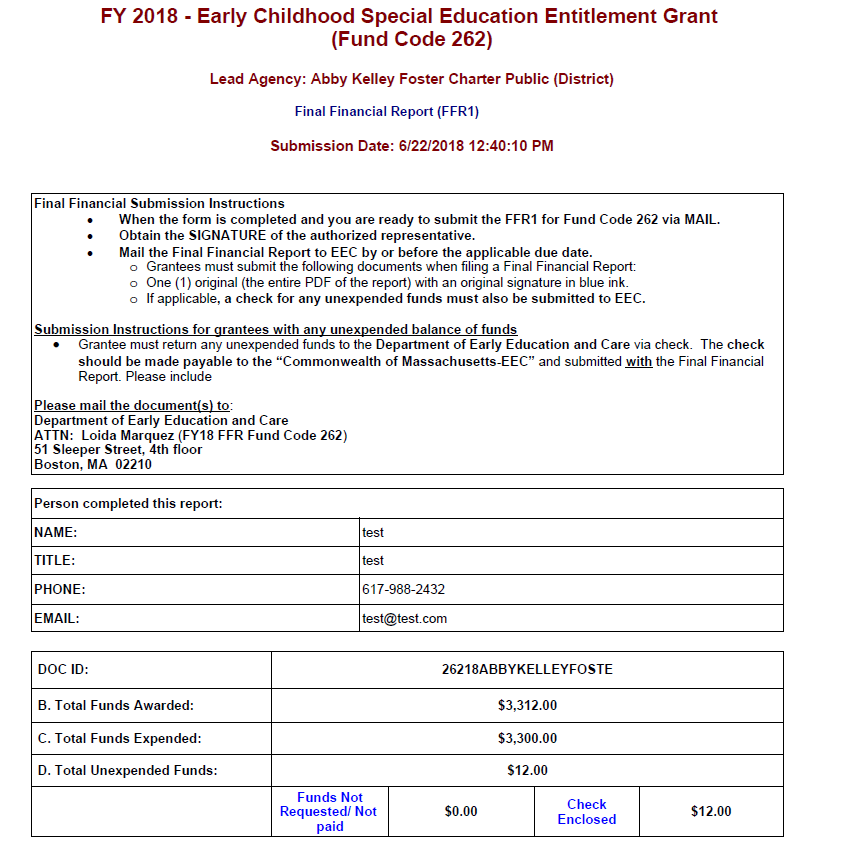 FY 2018 - Early Childhood Special Education Entitlement Grant
(Fund Code 262)
Lead Agency: Abby Kelley Foster Charter Public (District)
Final Financial Report (FFR1)
Submission Date: 6/22/2018 12:40:10 PM
Final Financial Submission Instructions
• When the form is completed and you are ready to submit the FFR1 for Fund Code 262 via MAIL.
• Obtain the SIGNATURE of the authorized representative.
• Mail the Final Financial Report to EEC by or before the applicable due date.
o Grantees must submit the following documents when filing a Final Financial Report:
o One (1) original (the entire PDF of the report) with an original signature in blue ink.
o If applicable, a check for any unexpended funds must also be submitted to EEC.
Submission Instructions for grantees with any unexpended balance of funds
• Grantee must return any unexpended funds to the Department of Early Education and Care via check. The check
should be made payable to the “Commonwealth of Massachusetts-EEC” and submitted with the Final Financial
Report. Please include
Please mail the document(s) to:
Department of Early Education and Care
ATTN: Loida Marquez (FY18 FFR Fund Code 262)
51 Sleeper Street, 4th floor
Boston, MA 02210
Person completed this report:
NAME: test
TITLE: test
PHONE: 617-988-2432
EMAIL: test@test.com
DOC ID: 26218ABBYKELLEYFOSTE
B. Total Funds Awarded: $3,312.00
C. Total Funds Expended: $3,300.00
D. Total Unexpended Funds: $12.00
Funds Not
Requested/ Not
paid
$0.00
Check
Enclosed
$12.00